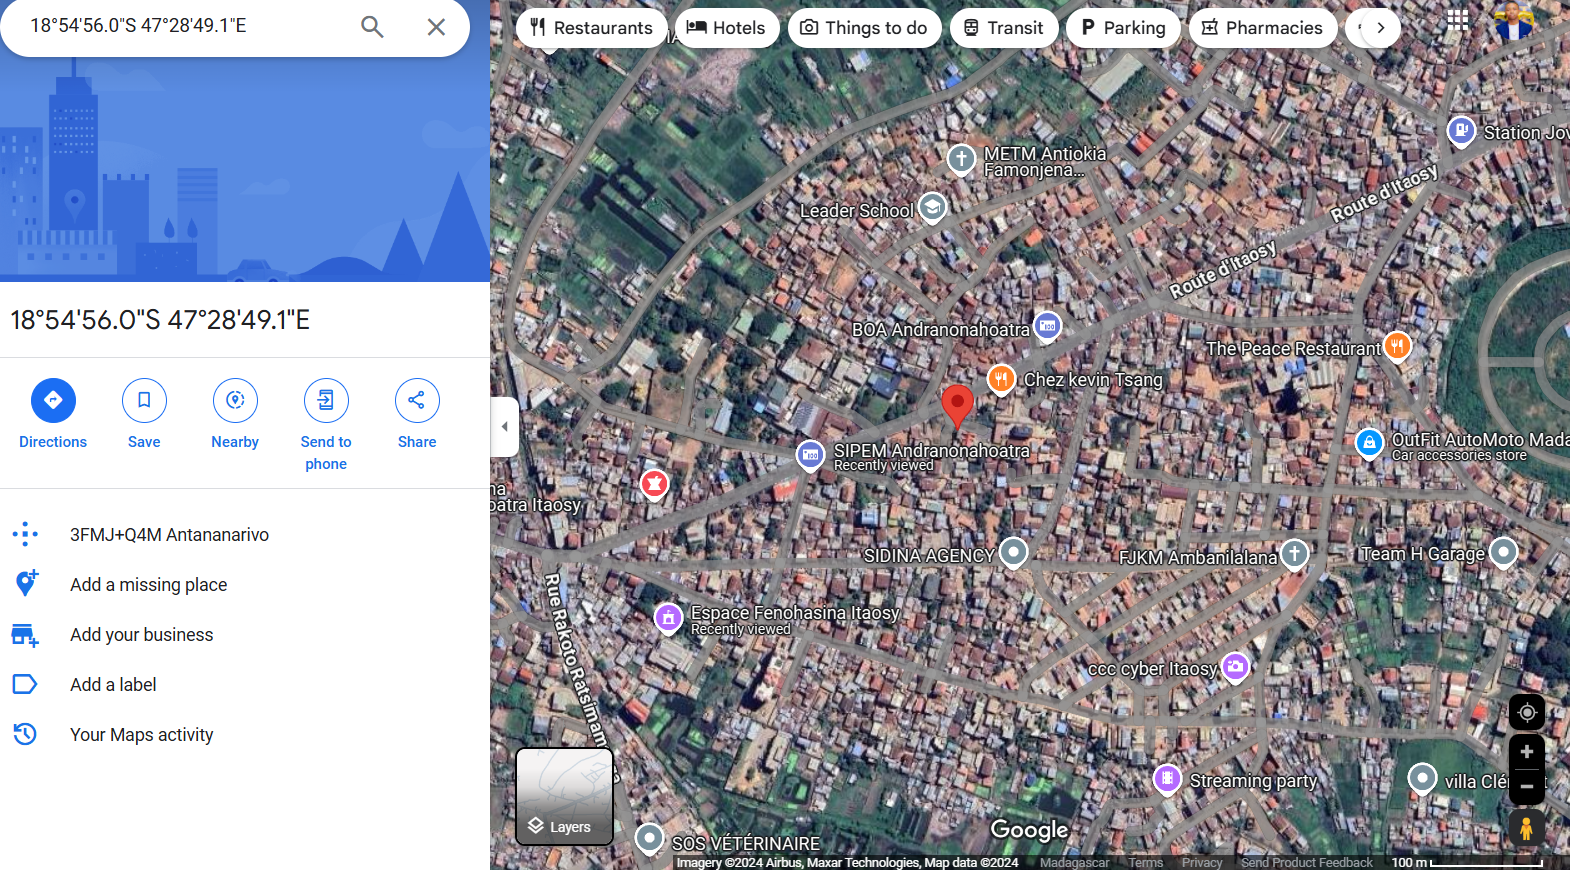 18°54'56.0"S 47°28'49.1"E
Restaurants
Hotels
Things to do
Transit
Parking
Pharmacies
18°54'56.0"S 47°28'49.1"E
Directions
Save
Nearby
Send to
phone
Share
3FMJ+Q4M Antananarivo
Add a missing place
Add your business
Add a label
Your Maps activity
Station Jov
METM Antiokia
Famonjena...
Leader School
Route d'Itaosy
Route d'Itaosy
BOA Andranonahoatra
The Peace Restaurant
Chez kevin Tsang
OutFit AutoMoto Mada
Car accessories store
SIPEM Andranonahoatra
Recently viewed
na
oatra Itaosy
SIDINA AGENCY
FJKM Ambanilalana
Team H Garage
Rue Rakoto Ratsimama
Espace Fenohasina Itaosy
Recently viewed
ccc cyber Itaosy
Streaming party
villa Clé
Layers
Google
SOS VÉTÉRINAIRE
Imagery ©2024 Airbus, Maxar Technologies, Map data ©2024 Madagascar Terms Privacy Send Product Feedback 100 m